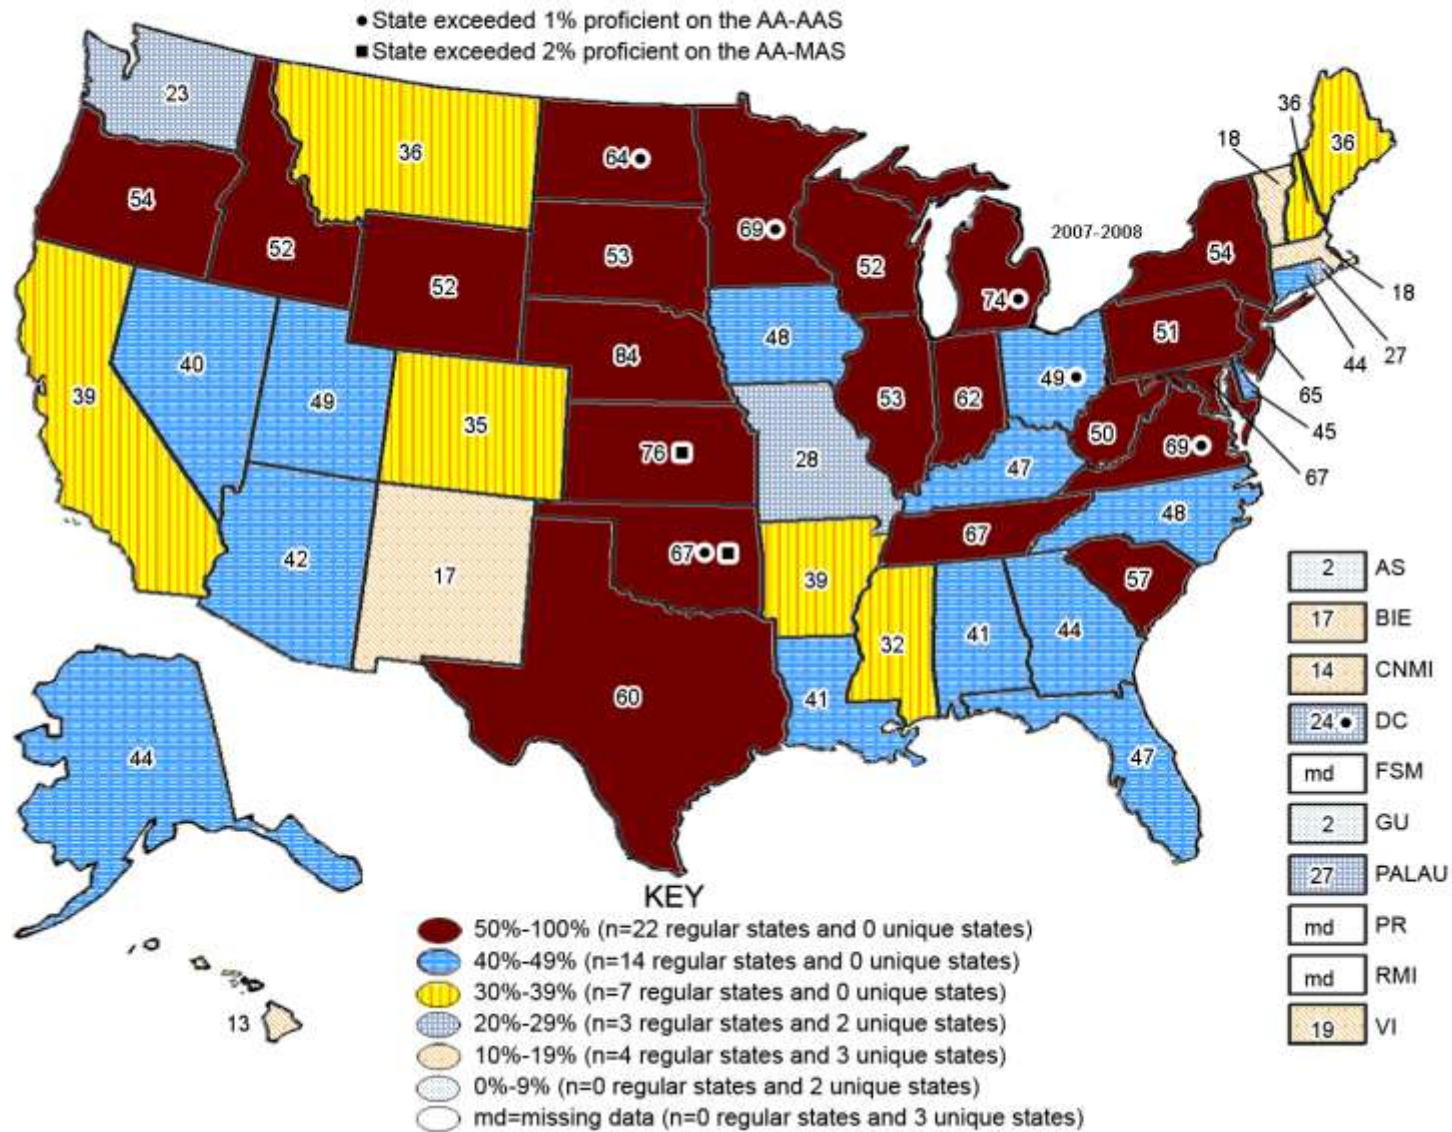 ● State exceeded 1% proficient on the AA-AAS
■ State exceeded 2% proficient on the AA-MAS
23
36
54
52
52
64 ●
53
84
69 ●
52
74 ●
2007-2008
18
36
36
54
18
27
44
65
45
67
51
39
40
49
35
48
53
62
49 ●
50
69 ●
76 ■
28
47
48
42
17
67 ● ■
39
67
57
32
41
44
60
41
47
44
13
2 AS
17 BIE
14 CNMI
24 ● DC
md FSM
2 GU
27 PALAU
md PR
md RMI
19 VI
KEY
50%-100% (n=22 regular states and 0 unique states)
40%-49% (n=14 regular states and 0 unique states)
30%-39% (n=7 regular states and 0 unique states)
20%-29% (n=3 regular states and 2 unique states)
10%-19% (n=4 regular states and 3 unique states)
0%-9% (n=0 regular states and 2 unique states)
md=missing data (n=0 regular states and 3 unique states)